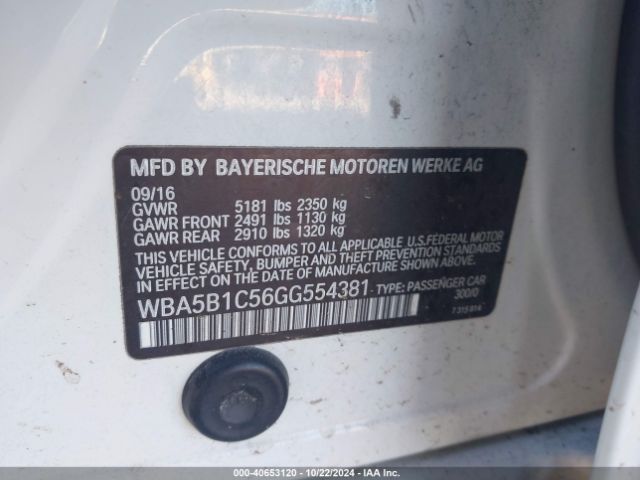 MFD BY BAYERISCHE MOTOREN WERKE AG
09/16
GVWR 5181 lbs 2350 kg
GAWR FRONT 2491 lbs 1130 kg
GAWR REAR 2910 lbs 1320 kg
THIS VEHICLE CONFORMS TO ALL APPLICABLE U.S.FEDERAL MOTOR
VEHICLE SAFETY, BUMPER, AND THEFT PREVENTION STANDARDS
IN EFFECT ON THE DATE OF MANUFACTURE SHOWN ABOVE.
WBA5B1C56GG554381 TYPE: PASSENGER CAR
300/0
7 315 816
000-40653120 - 10/22/2024 - IAA Inc.